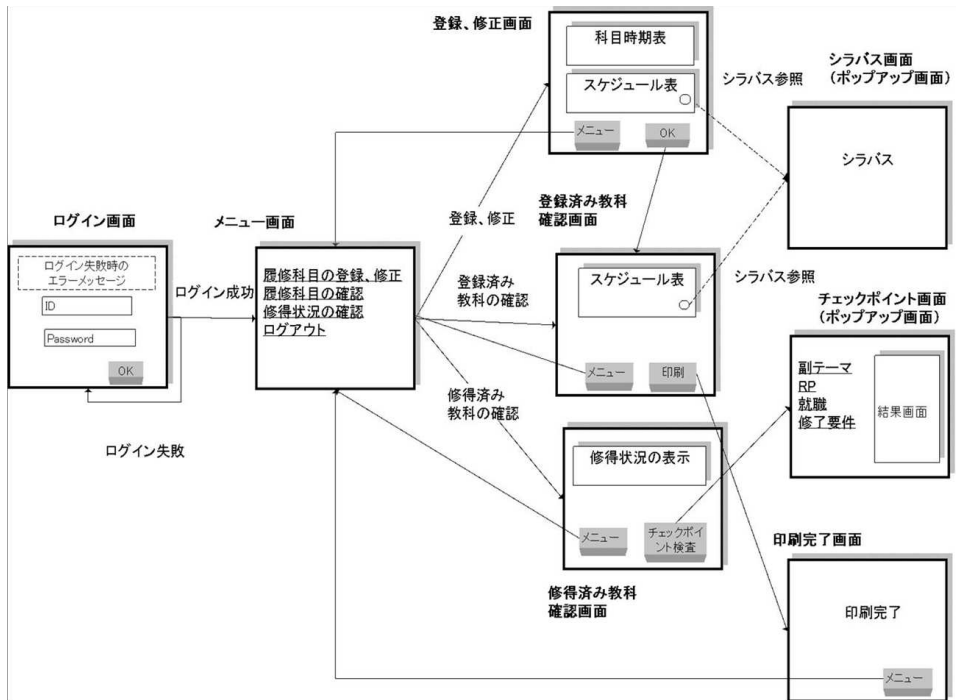 登録、修正画面
科目時期表
スケジュール表
メニュー
OK
シラバス参照
シラバス画面
（ポップアップ画面）
シラバス
ログイン画面
ログイン失敗時の
エラーメッセージ
ID
Password
OK
ログイン成功
ログイン失敗
メニュー画面
履修科目の登録、修正
履修科目の確認
修得状況の確認
ログアウト
登録、修正
登録済み
教科の確認
修得済み
教科の確認
登録済み教科
確認画面
スケジュール表
メニュー
印刷
シラバス参照
チェックポイント画面
（ポップアップ画面）
副テーマ
RP
就職
修了要件
結果画面
修得状況の表示
メニュー
チェックポイ
ント検査
修得済み教科
確認画面
印刷完了画面
印刷完了
メニュー